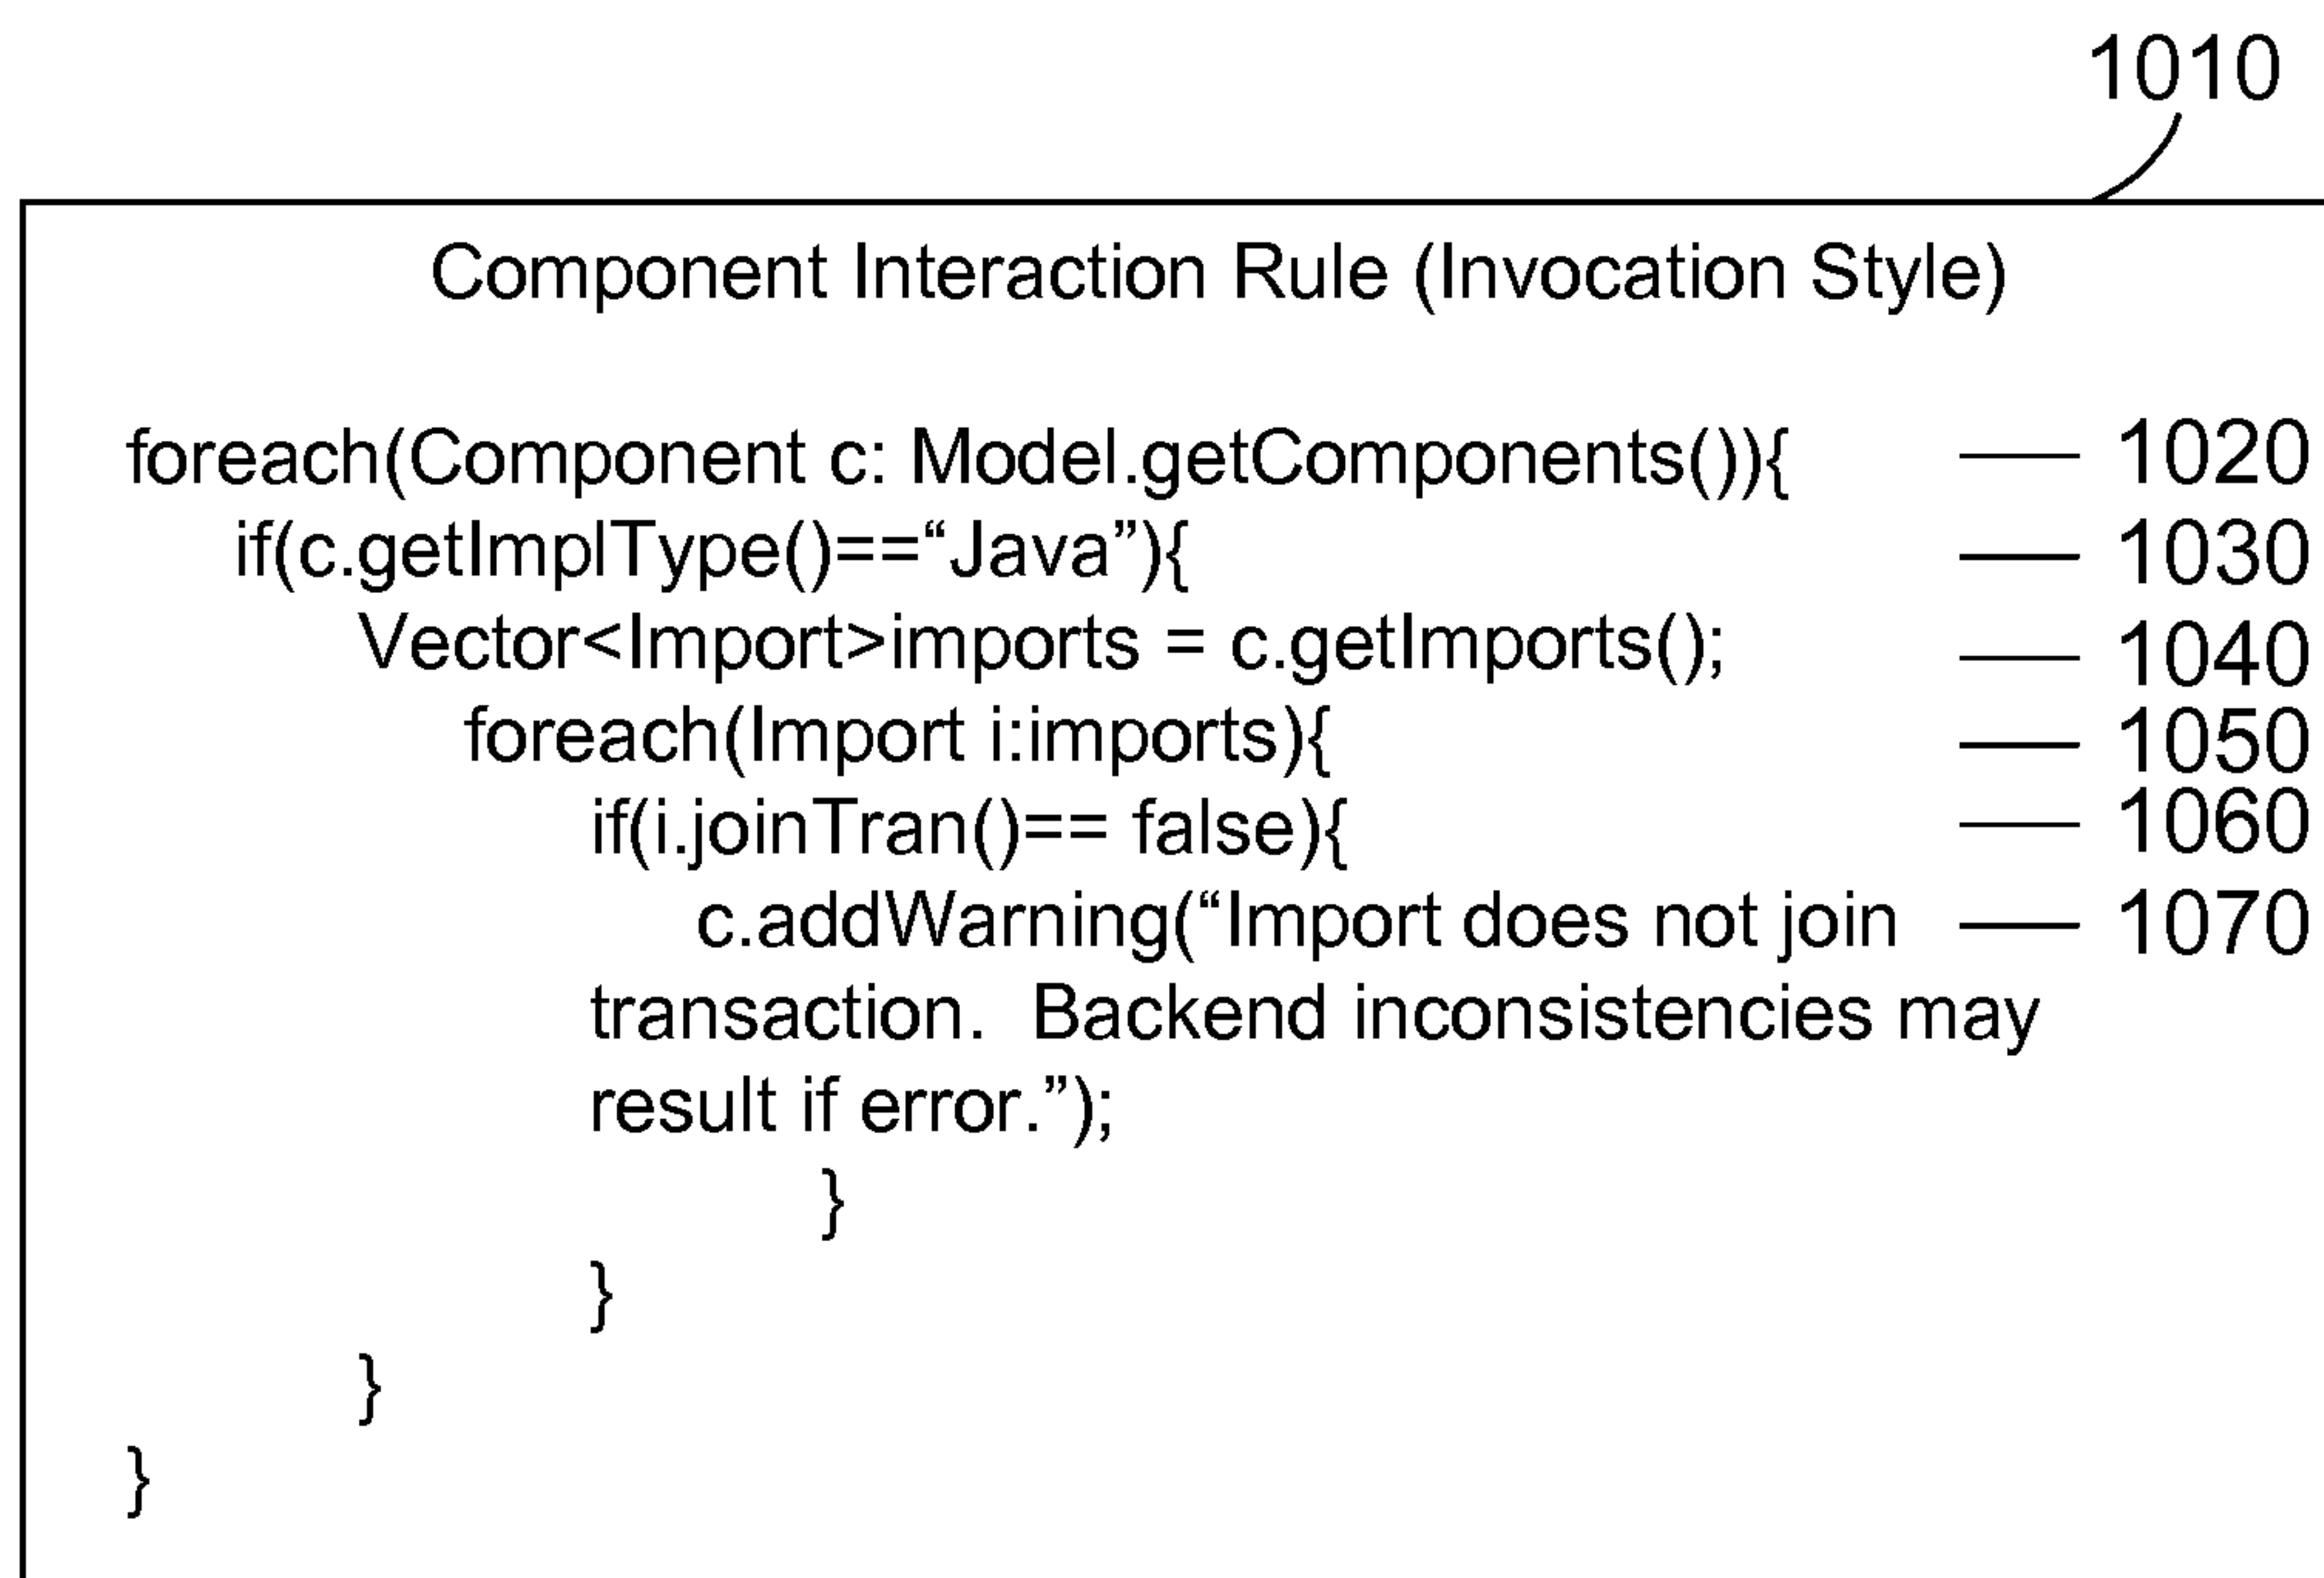 1010
Component Interaction Rule (Invocation Style)
foreach(Component c: Model.getComponents()){ 1020
if(c.getImplType()==“Java”){ 1030
Vector<Import>imports = c.getImports(); 1040
foreach(Import i:imports){ 1050
if(i.joinTran()== false){ 1060
c.addWarning(“Import does not join 1070
transaction.  Backend inconsistencies may
result if error.”);
}
}
}
}